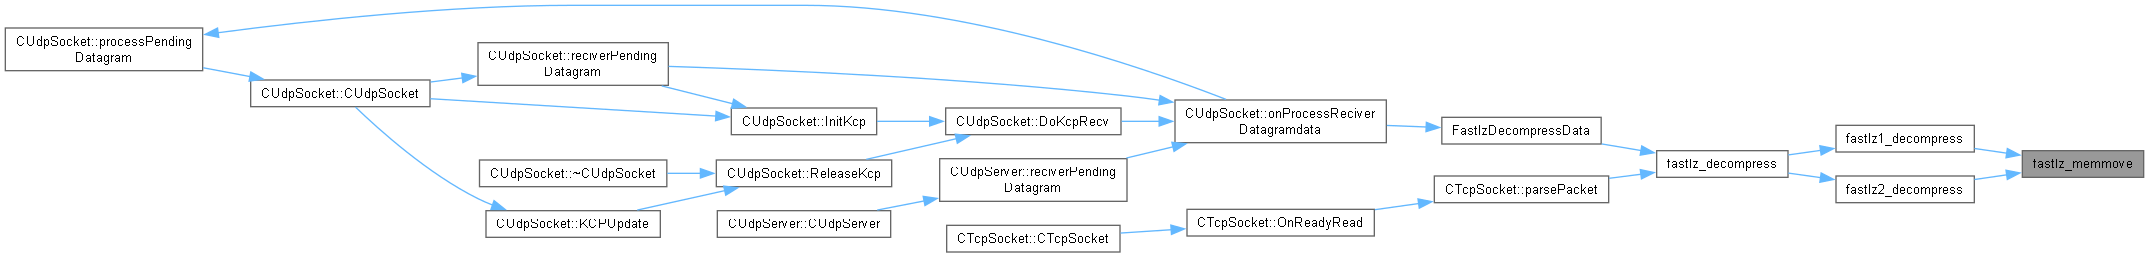 CUdpSocket::processPending
Datagram
CUdpSocket::CUdpSocket
CUdpSocket::reciverPending
Datagram
CUdpSocket::InitKcp
CUdpSocket::~CUdpSocket
CUdpSocket::KCPUpdate
CUdpSocket::ReleaseKcp
CUdpServer::CUdpServer
CUdpSocket::DoKcpRecv
CUdpServer::reciverPending
Datagram
CTcpSocket::CTcpSocket
CUdpSocket::onProcessReciver
Datagramdata
CTcpSocket::OnReadyRead
FastlzDecompressData
CTcpSocket::parsePacket
fastlz_decompress
fastlz1_decompress
fastlz2_decompress
fastlz_memmove